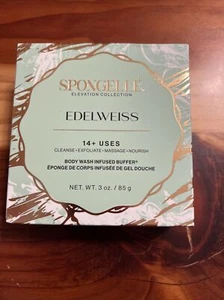 SPONGELLÉ
ELEVATION COLLECTION
EDELWEISS
14+ USES
CLEANSE • EXFOLIATE • MASSAGE • NOURISH
BODY WASH INFUSED BUFFER®
ÉPONGE DE CORPS INFUSÉE DE GEL DOUCHE
NET. WT. 3 oz. / 85 g